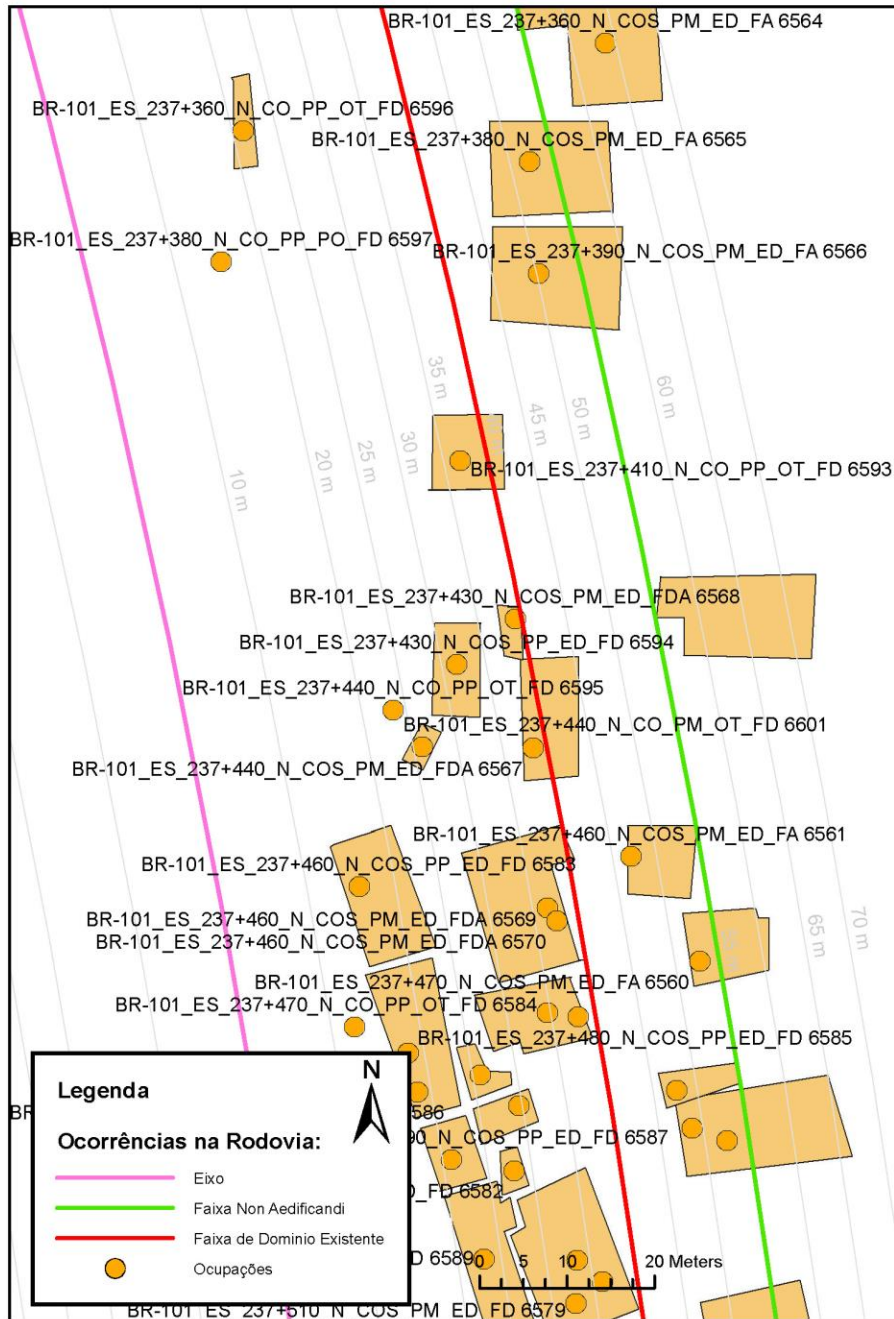 BR-101_ES_237+360_N_COS_PM_ED_FA 6564
BR-101_ES_237+360_N_CO_PP_OT_FD 6596
BR-101_ES_237+380_N_COS_PM_ED_FA 6565
BR-101_ES_237+380_N_CO_PP_PO_FD 6597
BR-101_ES_237+390_N_COS_PM_ED_FA 6566
35 m
60 m
45 m
50 m
30 m
25 m
20 m
10 m
BR-101_ES_237+410_N_CO_PP_OT_FD 6593
BR-101_ES_237+430_N_COS_PM_ED_FDA 6568
BR-101_ES_237+430_N_COS_PP_ED_FD 6594
BR-101_ES_237+440_N_CO_PP_OT_FD 6595
BR-101_ES_237+440_N_CO_PM_OT_FD 6601
BR-101_ES_237+440_N_COS_PM_ED_FDA 6567
BR-101_ES_237+460_N_COS_PM_ED_FA 6561
BR-101_ES_237+460_N_COS_PP_ED_FD 6583
BR-101_ES_237+460_N_COS_PM_ED_FDA 6569
BR-101_ES_237+460_N_COS_PM_ED_FDA 6570
65 m
70 m
BR-101_ES_237+470_N_COS_PM_ED_FA 6560
BR-101_ES_237+470_N_CO_PP_OT_FD 6584
BR-101_ES_237+480_N_COS_PP_ED_FD 6585
N
Legenda
Ocorrências na Rodovia:
Eixo
Faixa Non Aedificandi
Faixa de Dominio Existente
Ocupações
6586
90_N_COS_PP_ED_FD 6587
_FD 6582
D 6589
0 5 10 20 Meters
BR-101_ES_237+510_N_COS_PM_ED_FD 6579